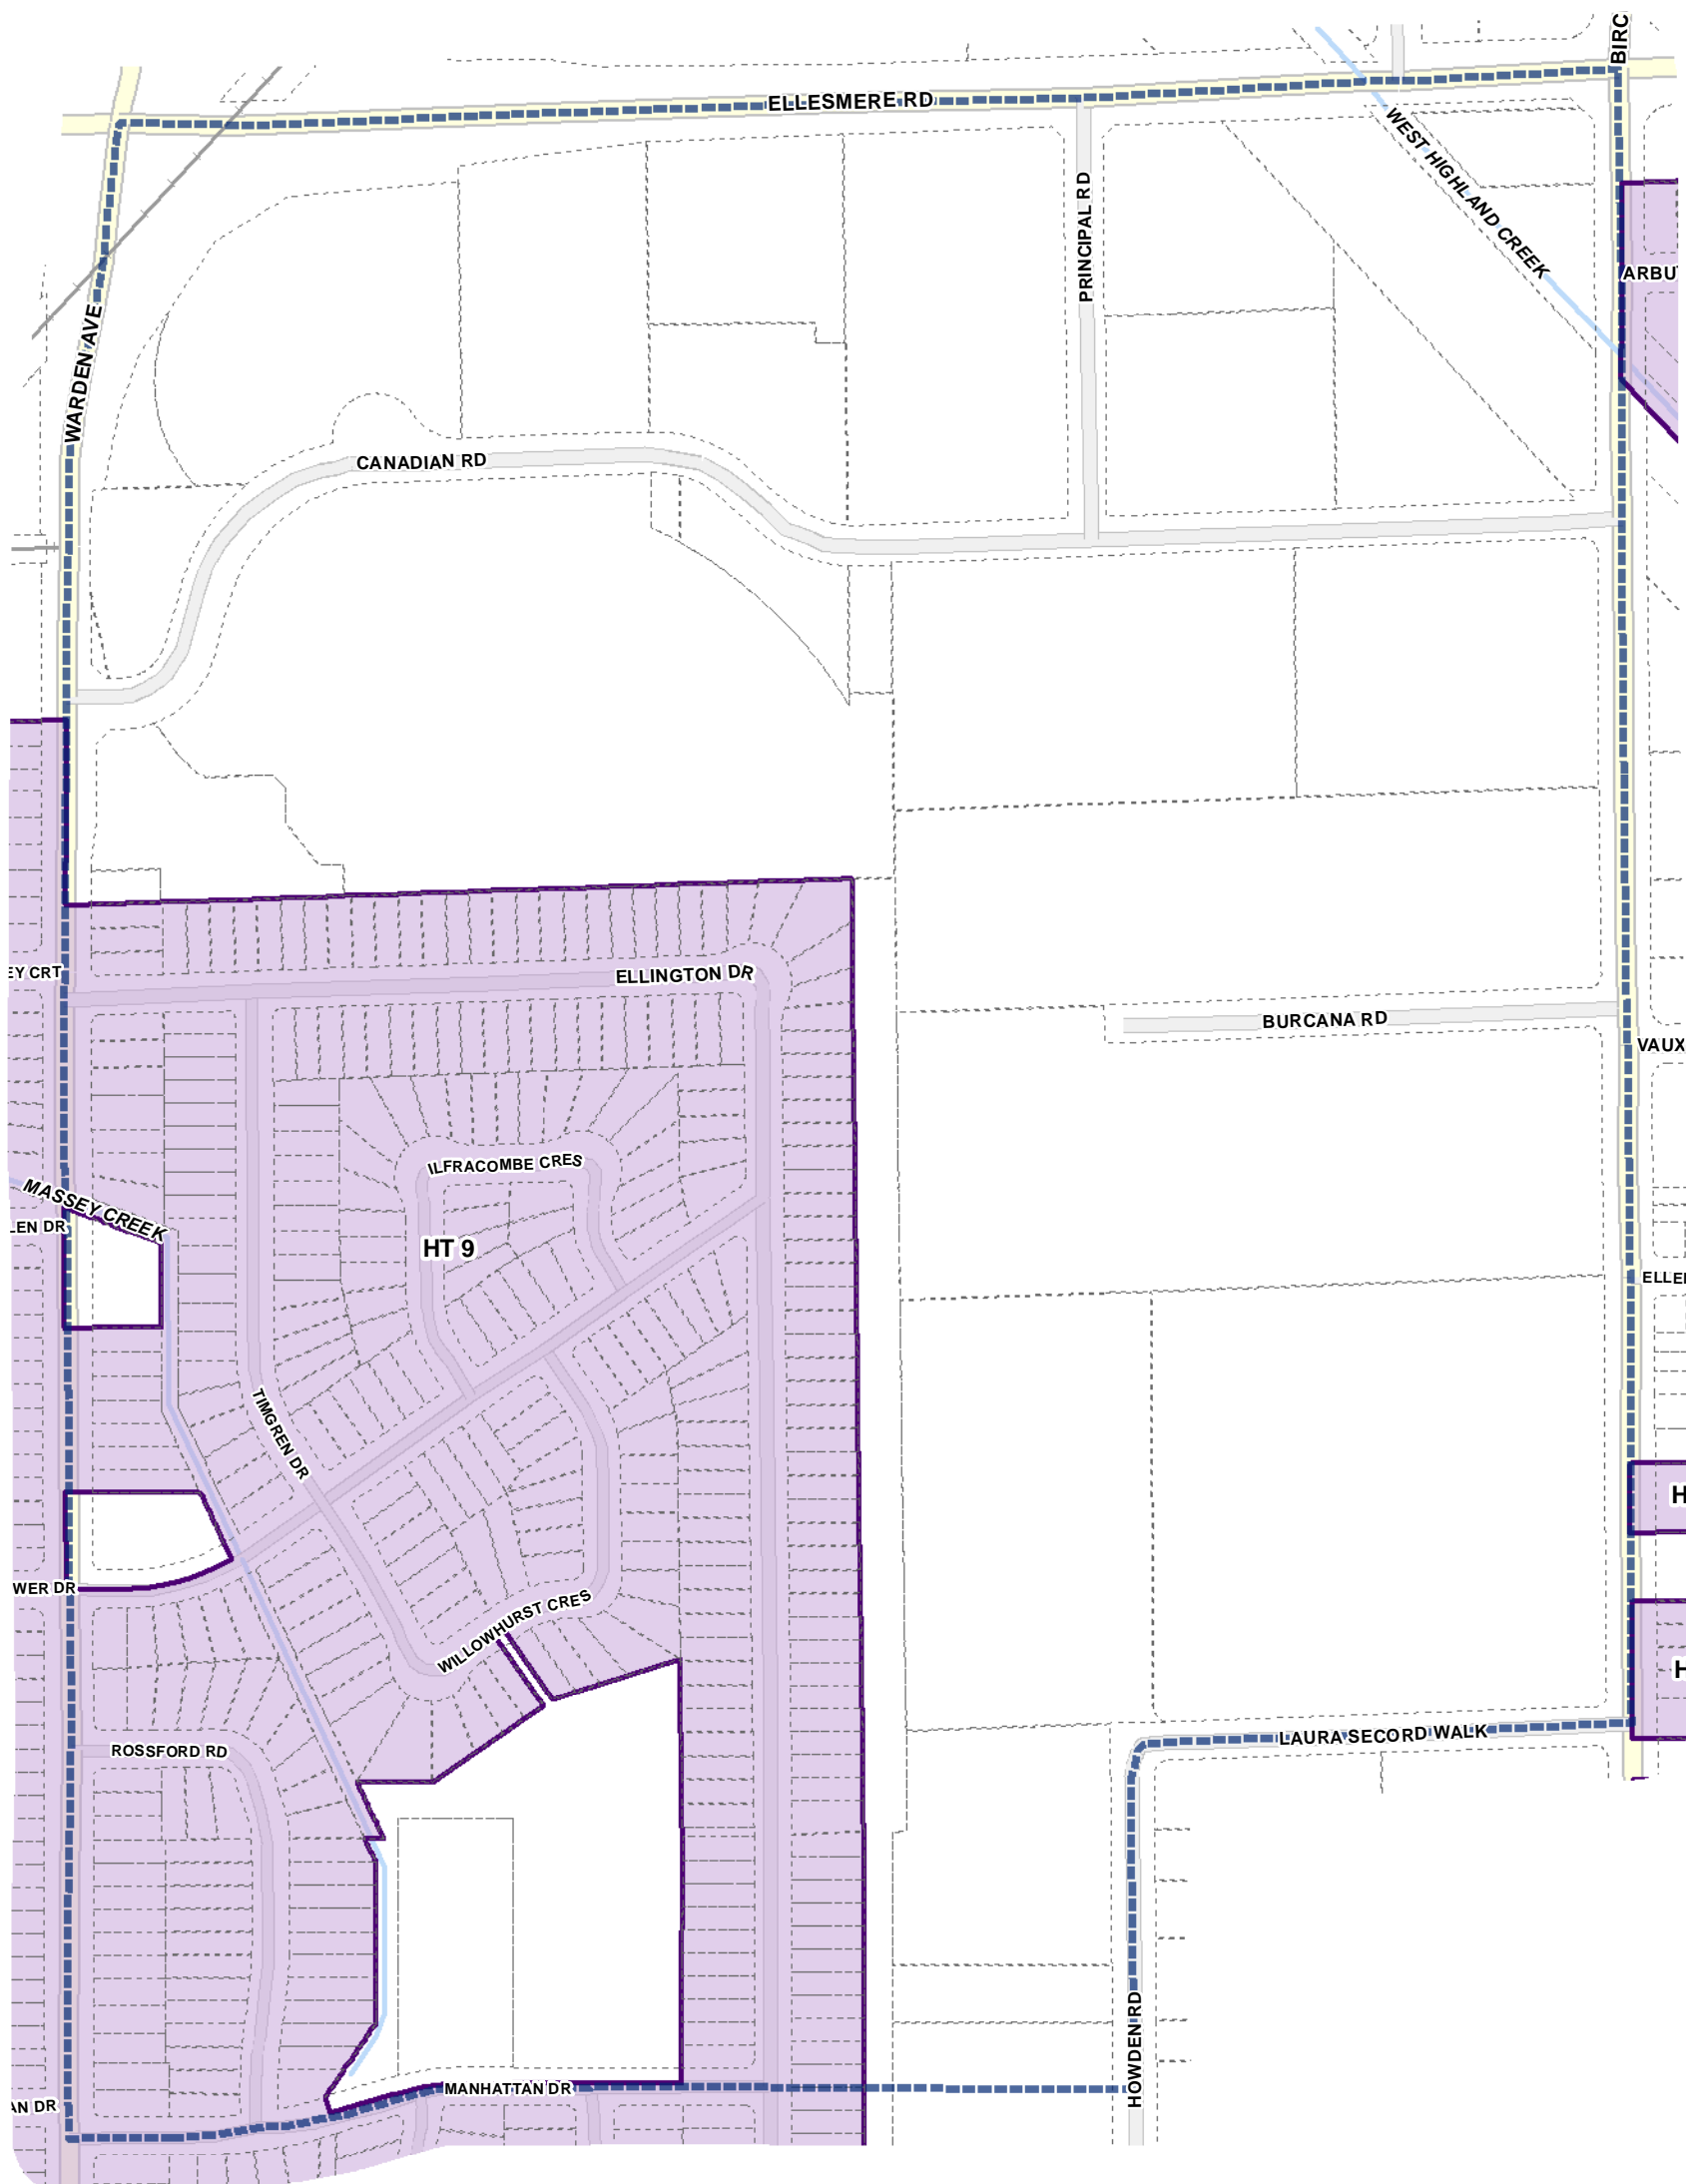 BIRC
ELLESMERE RD
WEST HIGHLAND CREEK
PRINCIPAL RD
ARBU
WARDEN AVE
CANADIAN RD
EY CRT
ELLINGTON DR
BURCANA RD
VAUX
ILFRACOMBE CRES
MASSEY CREEK
LEN DR
HT 9
ELLE
TIMGREN DR
H
WER DR
WILLOWHURST CRES
H
LAURA SECORD WALK
ROSSFORD RD
HOWDEN RD
MANHATTAN DR
AN DR